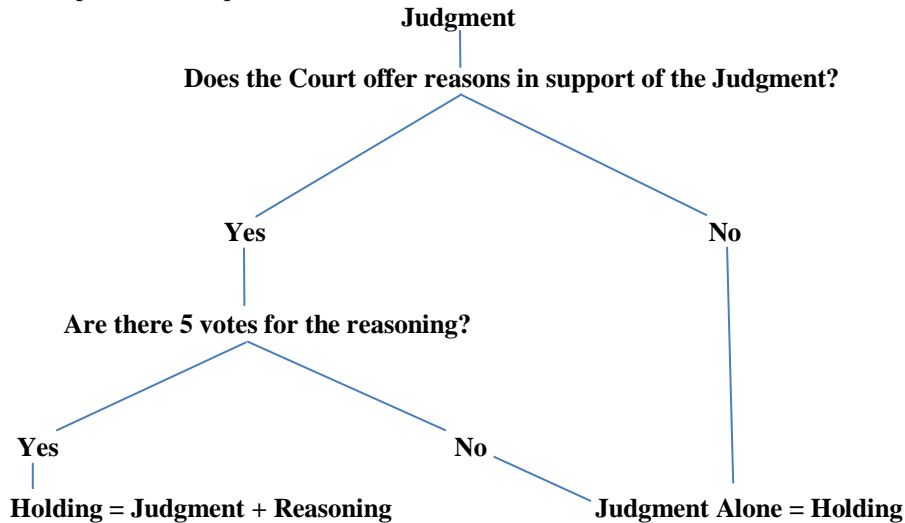 Judgment
Does the Court offer reasons in support of the Judgment?
Yes
No
Are there 5 votes for the reasoning?
Yes
No
Holding = Judgment + Reasoning
Judgment Alone = Holding